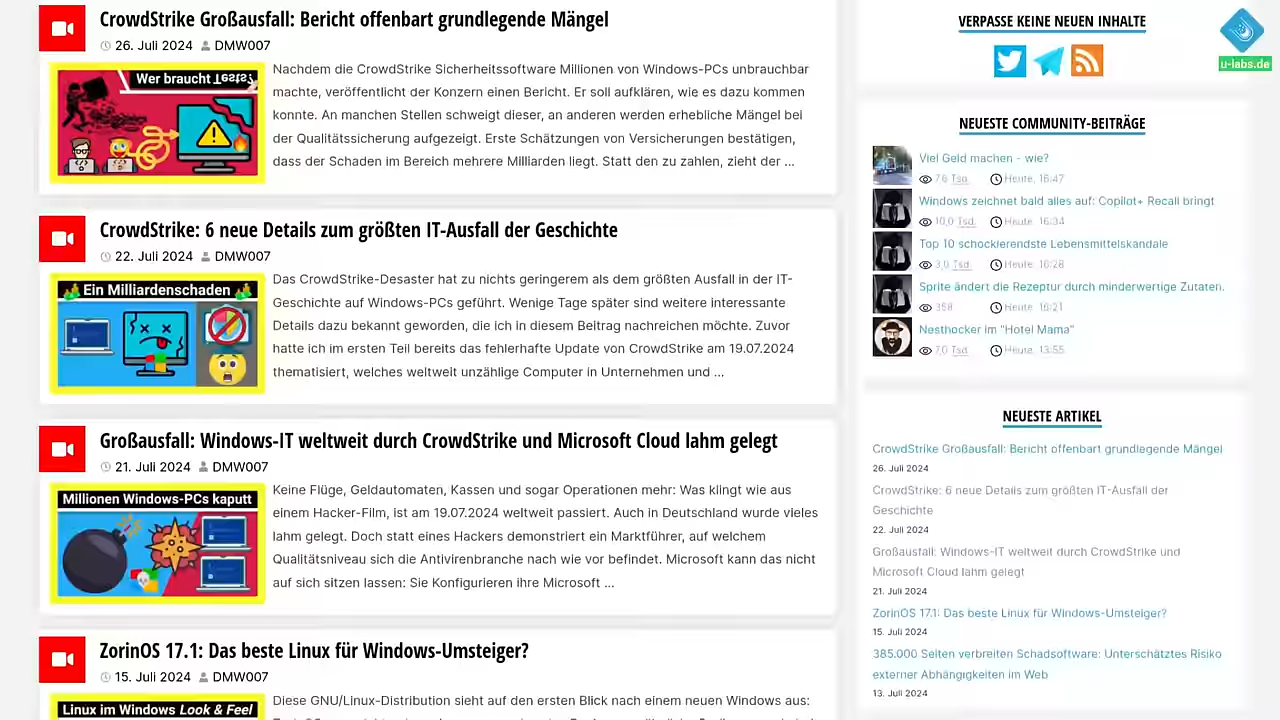 CrowdStrike Großausfall: Bericht offenbart grundlegende Mängel
26. Juli 2024 DMW007
Wer braucht Tests?
Nachdem die CrowdStrike Sicherheitssoftware Millionen von Windows-PCs unbrauchbar
machte, veröffentlicht der Konzern einen Bericht. Er soll aufklären, wie es dazu kommen
konnte. An manchen Stellen schweigt dieser, an anderen werden erhebliche Mängel bei
der Qualitätssicherung aufgezeigt. Erste Schätzungen von Versicherungen bestätigen,
dass der Schaden im Bereich mehrere Milliarden liegt. Statt den zu zahlen, zieht der ...
CrowdStrike: 6 neue Details zum größten IT-Ausfall der Geschichte
22. Juli 2024 DMW007
Ein Milliardenschaden
Das CrowdStrike-Desaster hat zu nichts geringerem als dem größten Ausfall in der IT-
Geschichte auf Windows-PCs geführt. Wenige Tage später sind weitere interessante
Details dazu bekannt geworden, die ich in diesem Beitrag nachreichen möchte. Zuvor
hatte ich im ersten Teil bereits das fehlerhafte Update von CrowdStrike am 19.07.2024
thematisiert, welches weltweit unzählige Computer in Unternehmen und ...
Großausfall: Windows-IT weltweit durch CrowdStrike und Microsoft Cloud lahm gelegt
21. Juli 2024 DMW007
Millionen Windows-PCs kaputt
Keine Flüge, Geldautomaten, Kassen und sogar Operationen mehr: Was klingt wie aus
einem Hacker-Film, ist am 19.07.2024 weltweit passiert. Auch in Deutschland wurde vieles
lahm gelegt. Doch statt eines Hackers demonstriert ein Marktführer, auf welchem
Qualitätsniveau sich die Antivirenbranche nach wie vor befindet. Microsoft kann das nicht
auf sich sitzen lassen: Sie Konfigurieren ihre Microsoft ...
ZorinOS 17.1: Das beste Linux für Windows-Umsteiger?
15. Juli 2024 DMW007
Linux im Windows Look & Feel
Diese GNU/Linux-Distribution sieht auf den ersten Blick nach einem neuen Windows aus:
VERPASSE KEINE NEUEN INHALTE
u-labs.de
NEUESTE COMMUNITY-BEITRÄGE
Viel Geld machen - wie?
7,6 Tsd. Heute, 16:47
Windows zeichnet bald alles auf: Copilot+ Recall bringt
10,0 Tsd. Heute, 16:34
Top 10 schockierendste Lebensmittelskandale
3,0 Tsd. Heute, 16:28
Sprite ändert die Rezeptur durch minderwertige Zutaten.
358 Heute, 16:21
Nesthocker im "Hotel Mama"
7,0 Tsd. Heute, 13:55
NEUESTE ARTIKEL
CrowdStrike Großausfall: Bericht offenbart grundlegende Mängel
26. Juli 2024
CrowdStrike: 6 neue Details zum größten IT-Ausfall der
Geschichte
22. Juli 2024
Großausfall: Windows-IT weltweit durch CrowdStrike und
Microsoft Cloud lahm gelegt
21. Juli 2024
ZorinOS 17.1: Das beste Linux für Windows-Umsteiger?
15. Juli 2024
385.000 Seiten verbreiten Schadsoftware: Unterschätztes Risiko
externer Abhängigkeiten im Web
13. Juli 2024